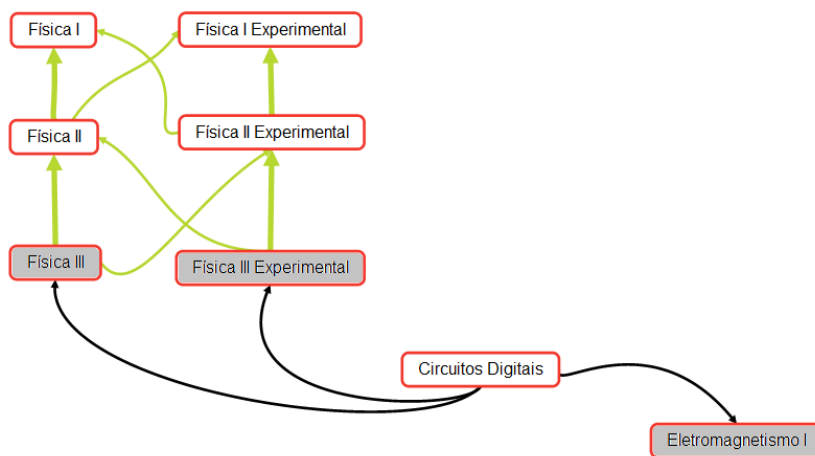 Física I
Física I Experimental
Física II
Física II Experimental
Física III
Física III Experimental
Circuitos Digitais
Eletromagnetismo I